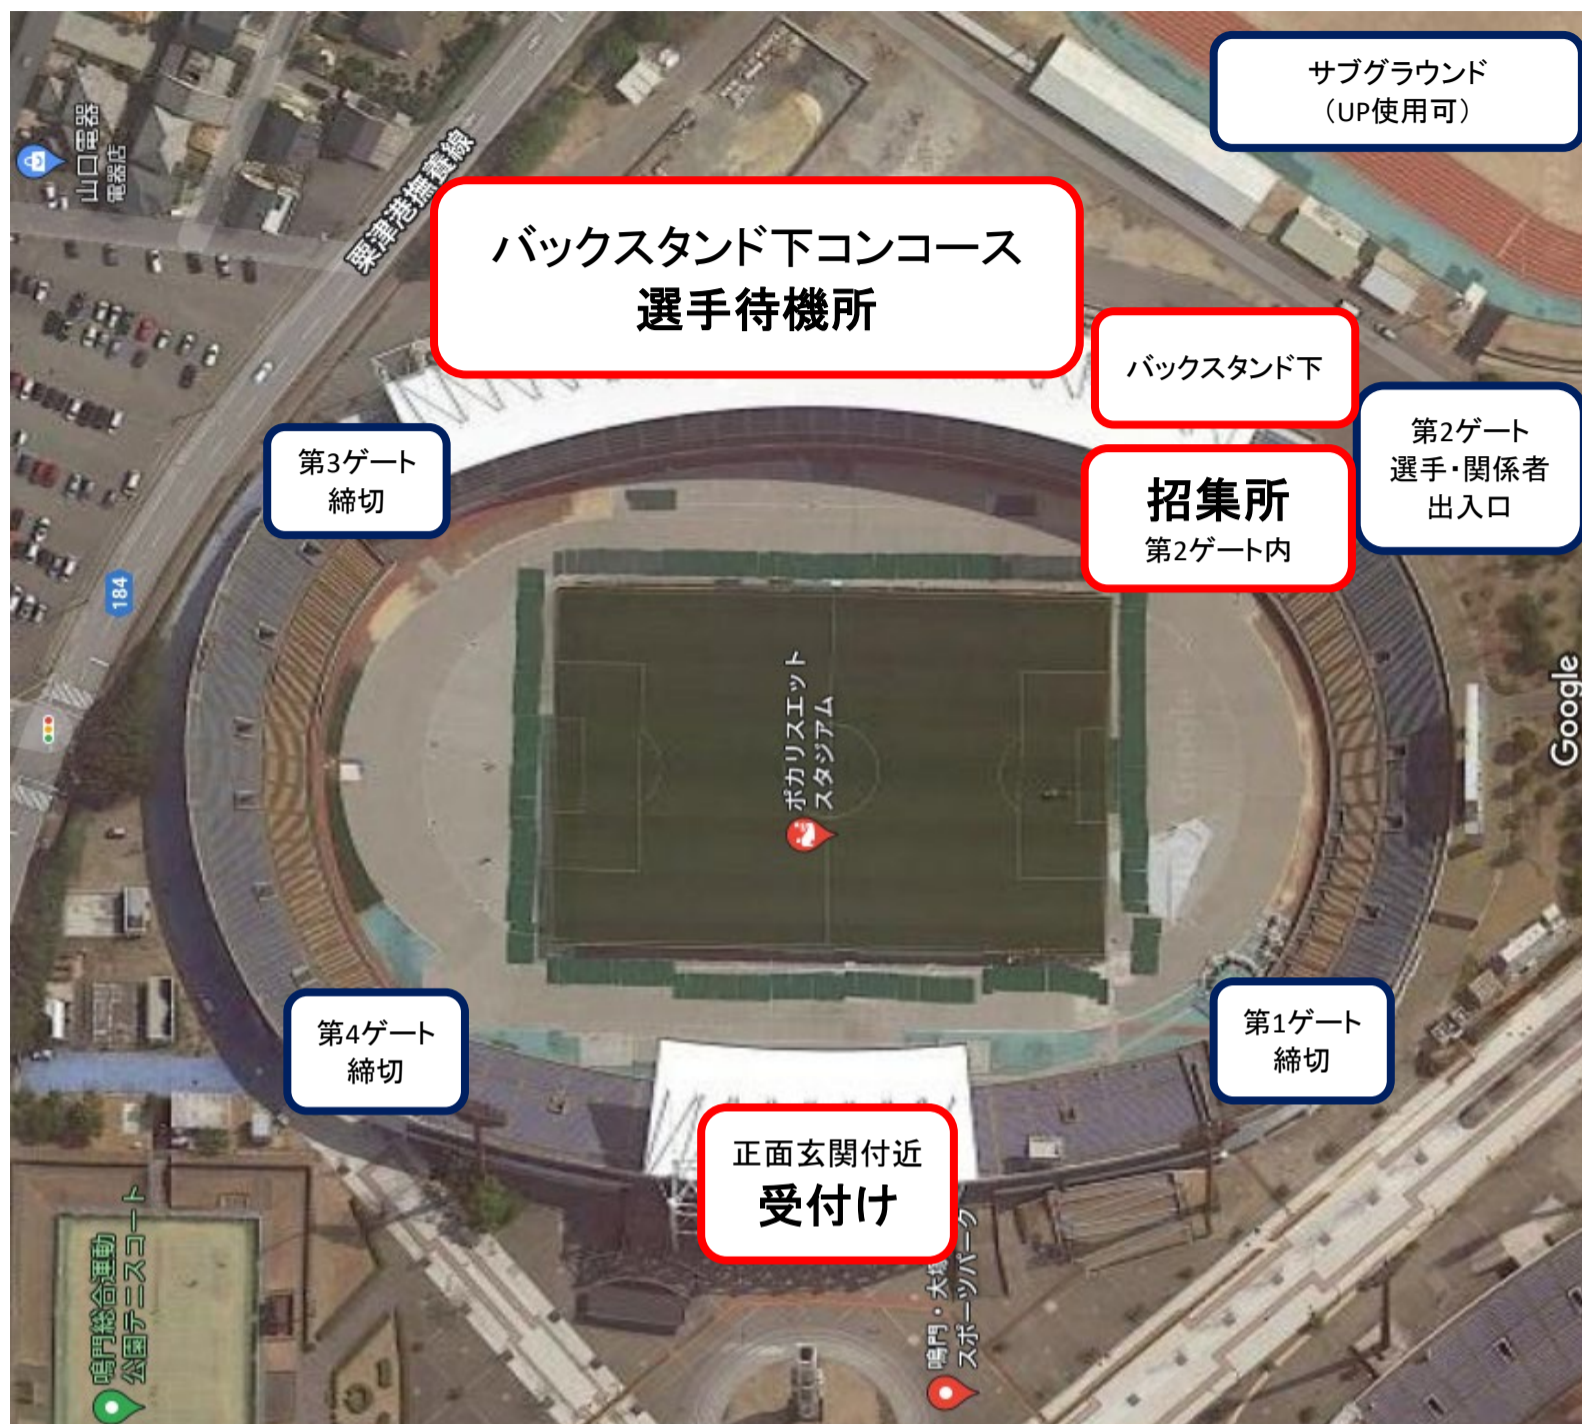 サブグラウンド
（UP使用可）
山口電器
電器店
粟津港撫養線
バックスタンド下コンコース
選手待機所
バックスタンド下
第2ゲート
選手・関係者
出入口
第3ゲート
締切
招集所
第2ゲート内
184
ポカリスエット
スタジアム
Google
第4ゲート
締切
第1ゲート
締切
正面玄関付近
受付け
鳴門総合運動
公園テニスコート
鳴門・大塚
スポーツパーク